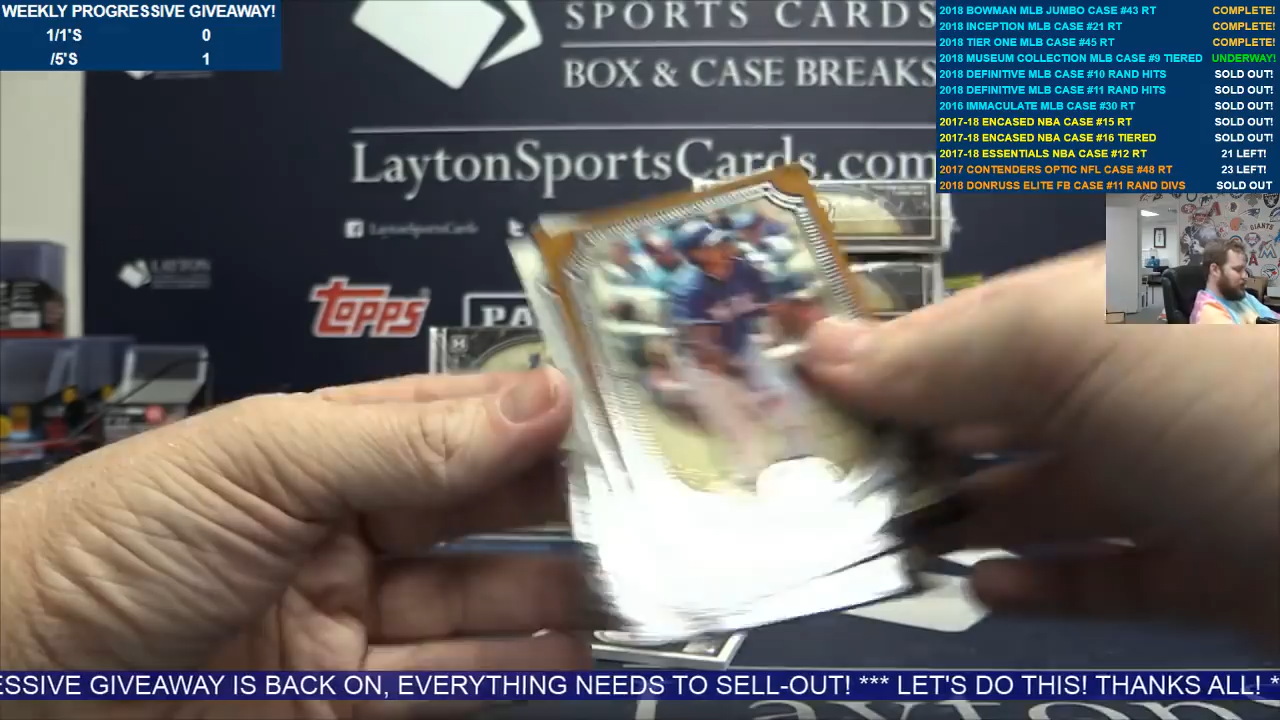 WEEKLY PROGRESSIVE GIVEAWAY!
1/1'S 0
/5'S 1
2018 BOWMAN MLB JUMBO CASE #43 RT COMPLETE!
2018 INCEPTION MLB CASE #21 RT COMPLETE!
2018 TIER ONE MLB CASE #45 RT COMPLETE!
2018 MUSEUM COLLECTION MLB CASE #9 TIERED UNDERWAY!
2018 DEFINITIVE MLB CASE #10 RAND HITS SOLD OUT!
2018 DEFINITIVE MLB CASE #11 RAND HITS SOLD OUT!
2016 IMMACULATE MLB CASE #30 RT SOLD OUT!
2017-18 ENCASED NBA CASE #15 RT SOLD OUT!
2017-18 ENCASED NBA CASE #16 TIERED SOLD OUT!
2017-18 ESSENTIALS NBA CASE #12 RT 21 LEFT!
2017 CONTENDERS OPTIC NFL CASE #48 RT 23 LEFT!
2018 DONRUSS ELITE FB CASE #11 RAND DIVS SOLD OUT
SPORTS CARDS
BOX & CASE BREAKS
LaytonSportsCards.com
LaytonSportsCards
LAYTON
TOPPS
PA
GIANTS
ESSIVE GIVEAWAY IS BACK ON, EVERYTHING NEEDS TO SELL-OUT! *** LET'S DO THIS! THANKS ALL! *
Layton